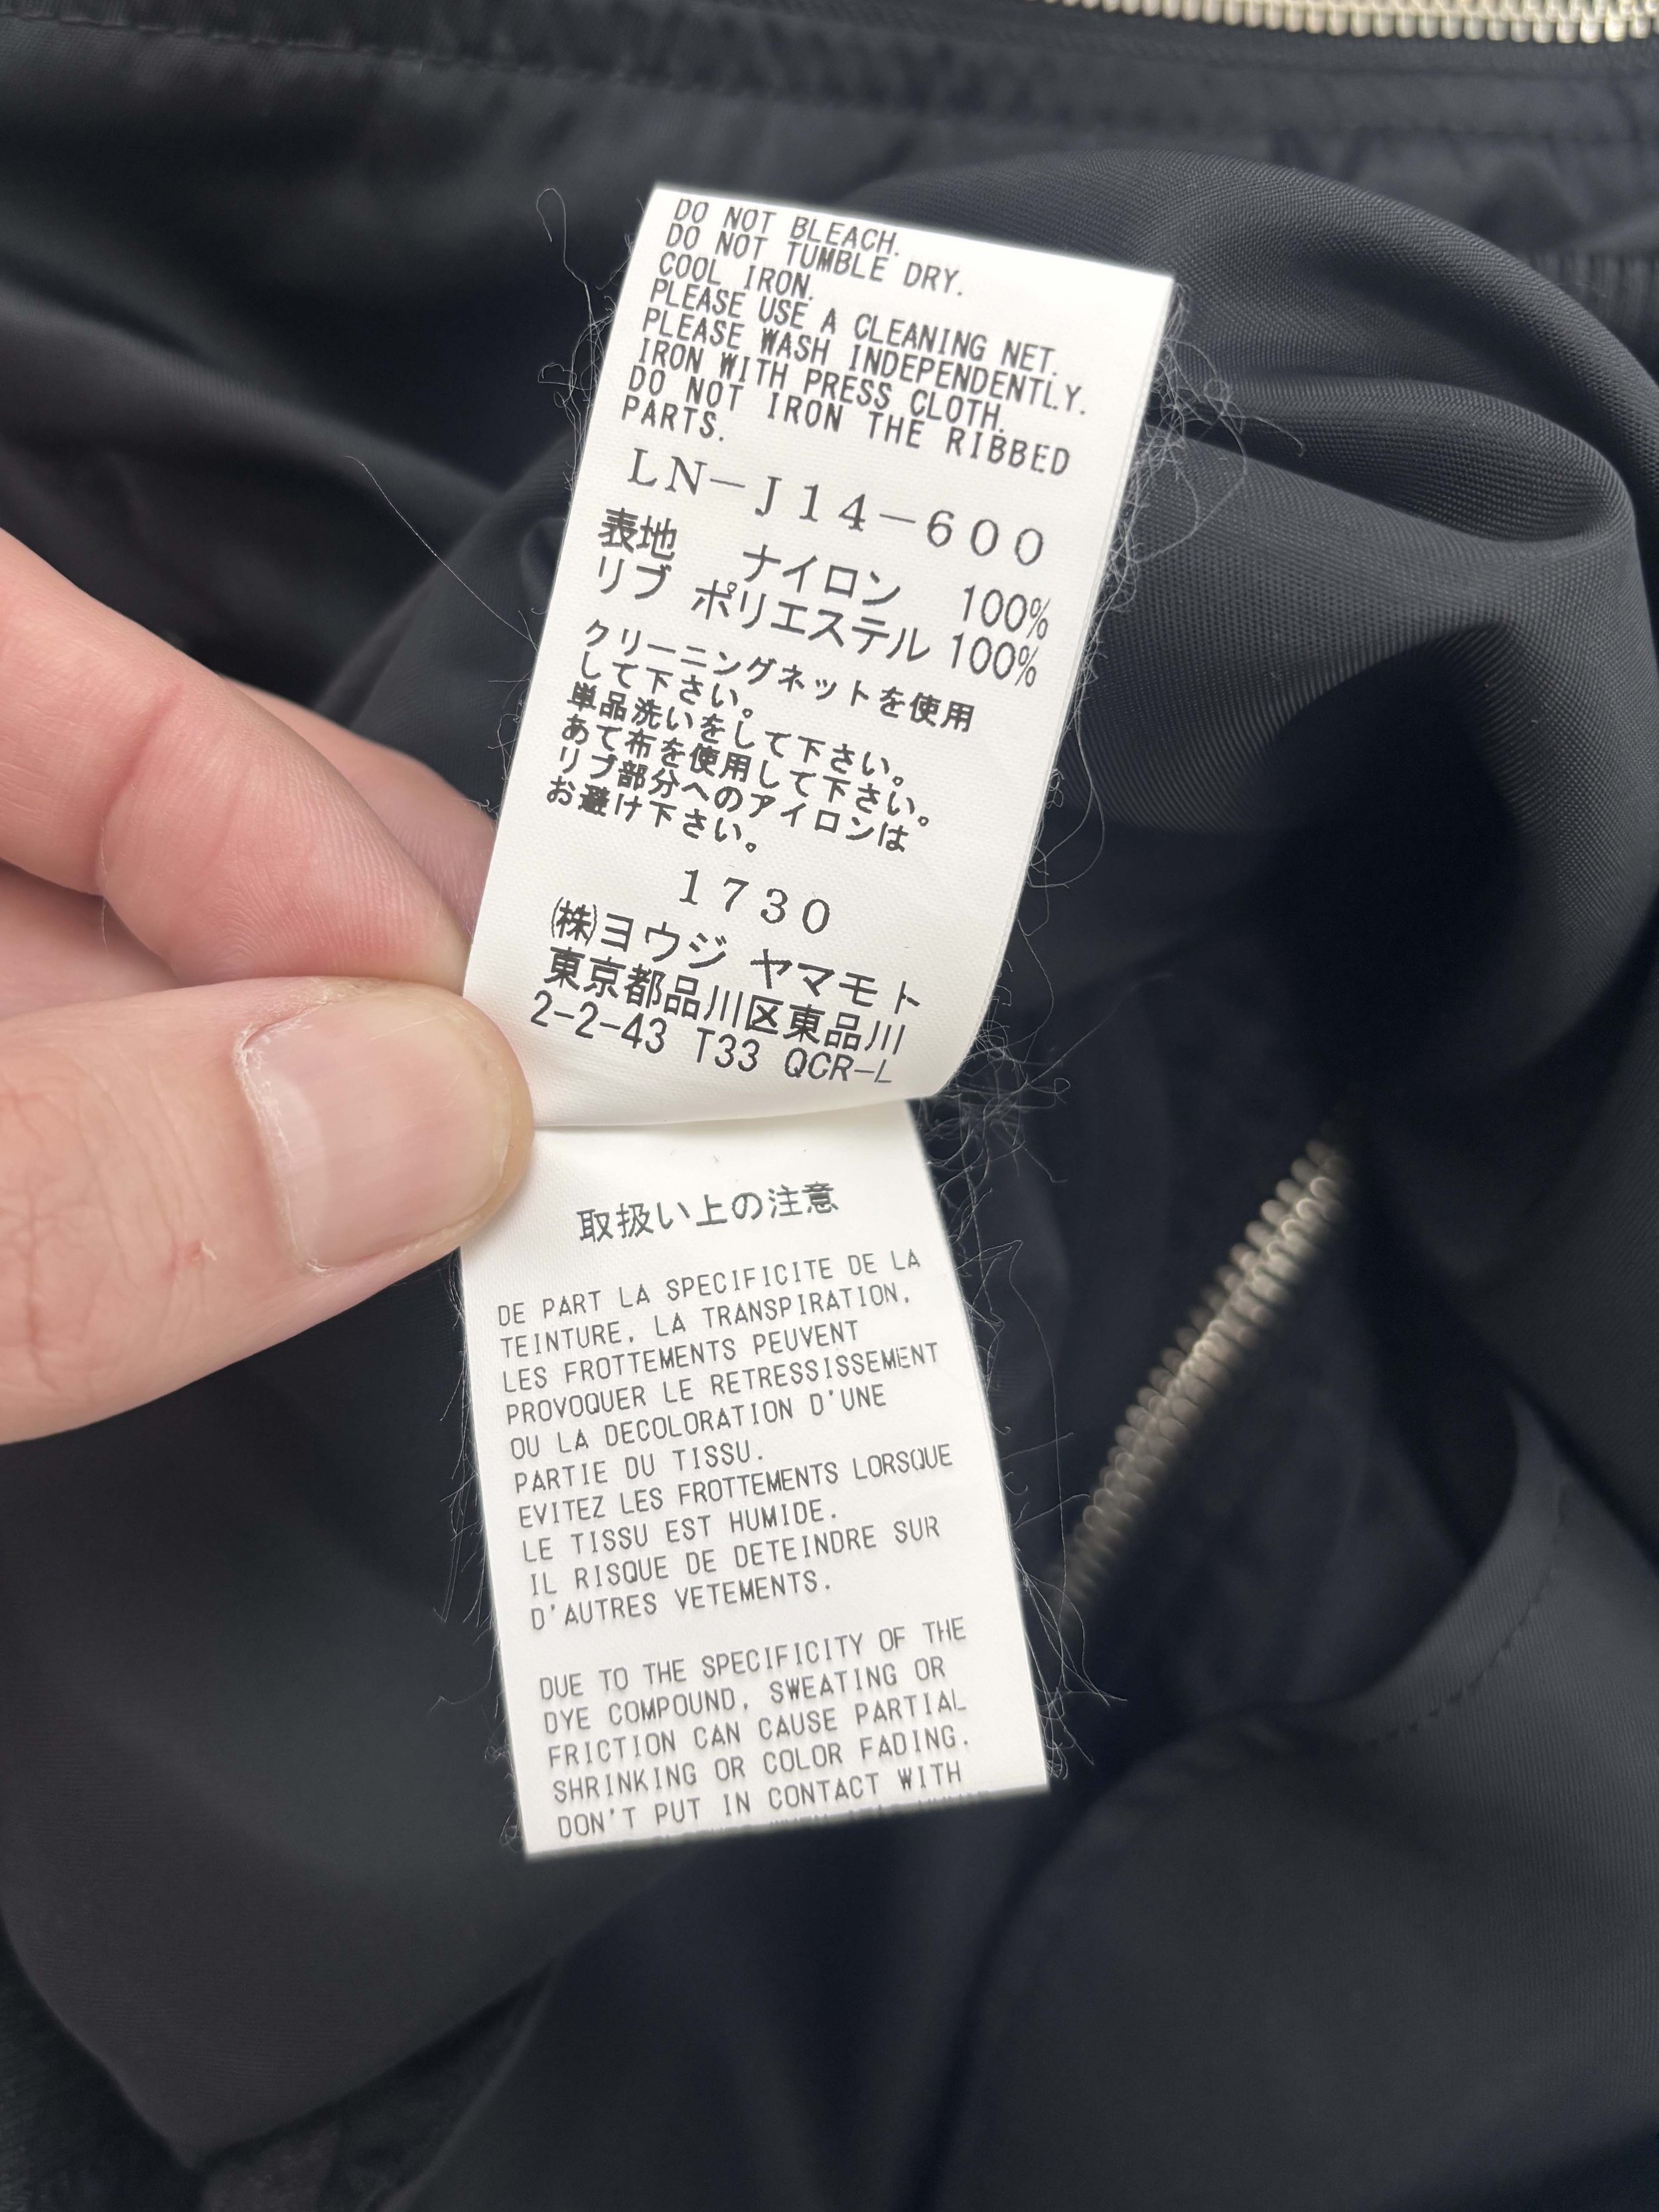 DO NOT BLEACH.
DO NOT TUMBLE DRY.
COOL IRON.
PLEASE USE A CLEANING NET.
PLEASE WASH INDEPENDENTLY.
IRON WITH PRESS CLOTH.
DO NOT IRON THE RIBBED
PARTS.
LN-J14-600
表地 ナイロン 100%
リブ ポリエステル 100%
クリーニングネットを使用
して下さい。
単品洗いをして下さい。
あて布を使用して下さい。
リブ部分へのアイロンは
お避け下さい。
1730
㈱ヨウジ ヤマモト
東京都品川区東品川
2-2-43 T33 QCR-L
取扱い上の注意
DE PART LA SPECIFICITE DE LA
TEINTURE, LA TRANSPIRATION,
LES FROTTEMENTS PEUVENT
PROVOQUER LE RETRESSISSEMENT
OU LA DECOLORATION D'UNE
PARTIE DU TISSU.
EVITEZ LES FROTTEMENTS LORSQUE
LE TISSU EST HUMIDE.
IL RISQUE DE DETEINDRE SUR
D'AUTRES VETEMENTS.
DUE TO THE SPECIFICITY OF THE
DYE COMPOUND, SWEATING OR
FRICTION CAN CAUSE PARTIAL
SHRINKING OR COLOR FADING.
DON'T PUT IN CONTACT WITH